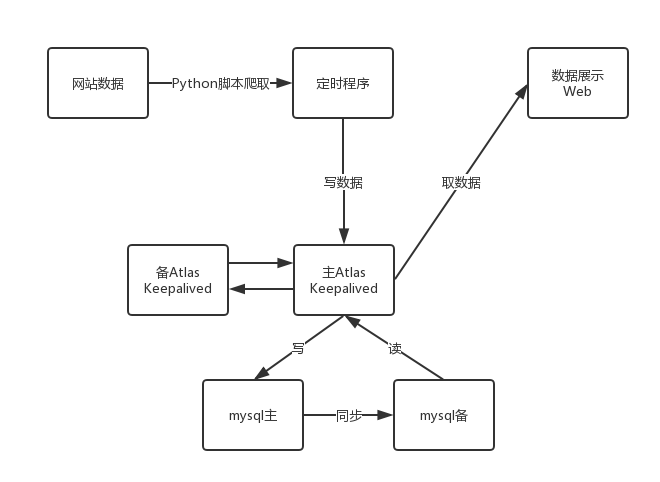 网站数据
Python脚本爬取
定时程序
数据展示
Web
写数据
取数据
备Atlas
Keepalived
主Atlas
Keepalived
写
读
mysql主
同步
mysql备